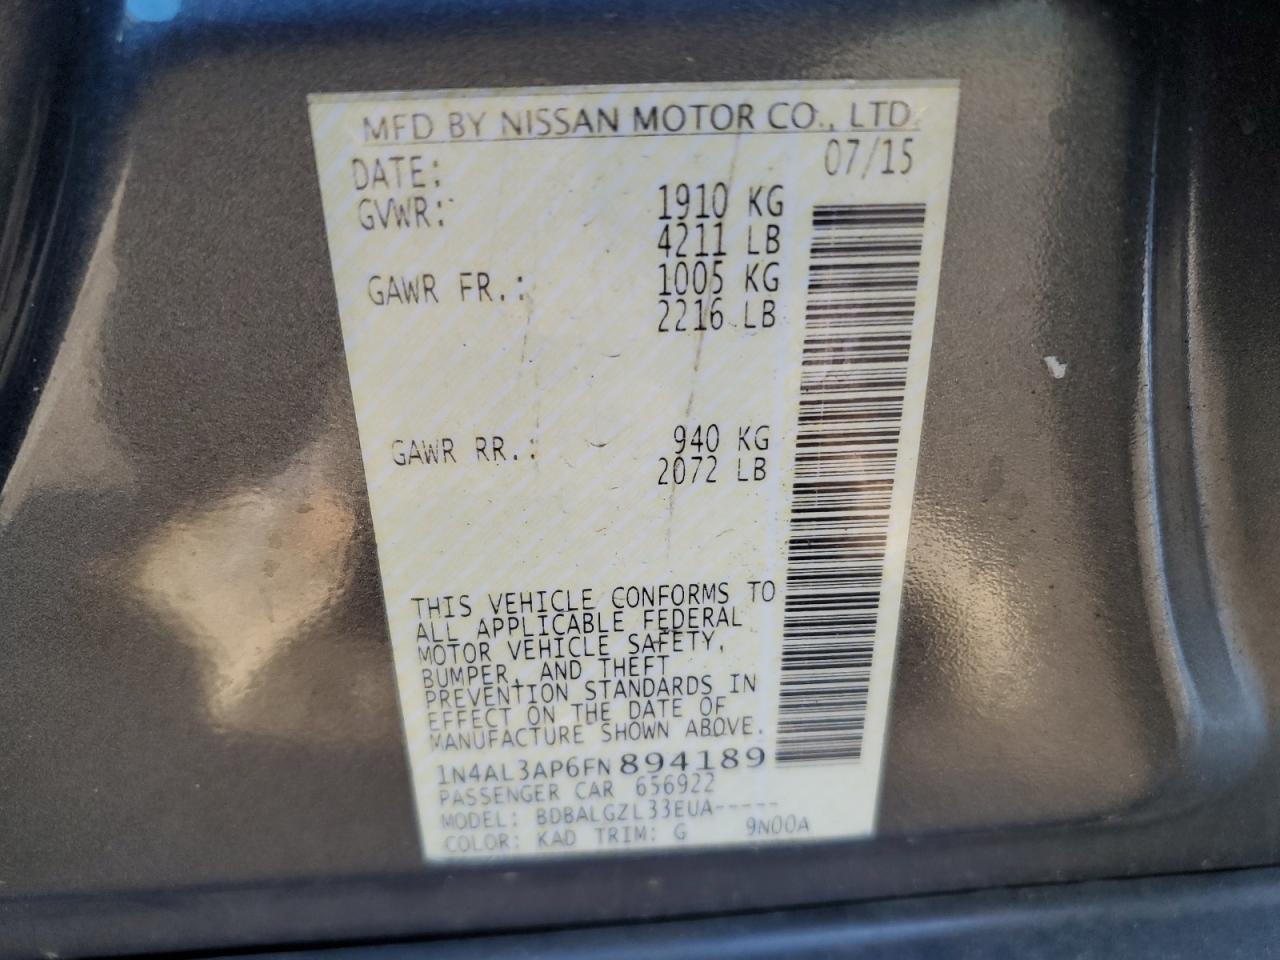 MFD BY NISSAN MOTOR CO., LTD.
DATE: 07/15
GVWR: 1910 KG
4211 LB
GAWR FR.: 1005 KG
2216 LB
GAWR RR.: 940 KG
2072 LB
THIS VEHICLE CONFORMS TO
ALL APPLICABLE FEDERAL
MOTOR VEHICLE SAFETY,
BUMPER, AND THEFT
PREVENTION STANDARDS IN
EFFECT ON THE DATE OF
MANUFACTURE SHOWN ABOVE.
1N4AL3AP6FN894189
PASSENGER CAR 656922
MODEL: BDBALGZL33EUA-----
COLOR: KAD TRIM: G 9N00A